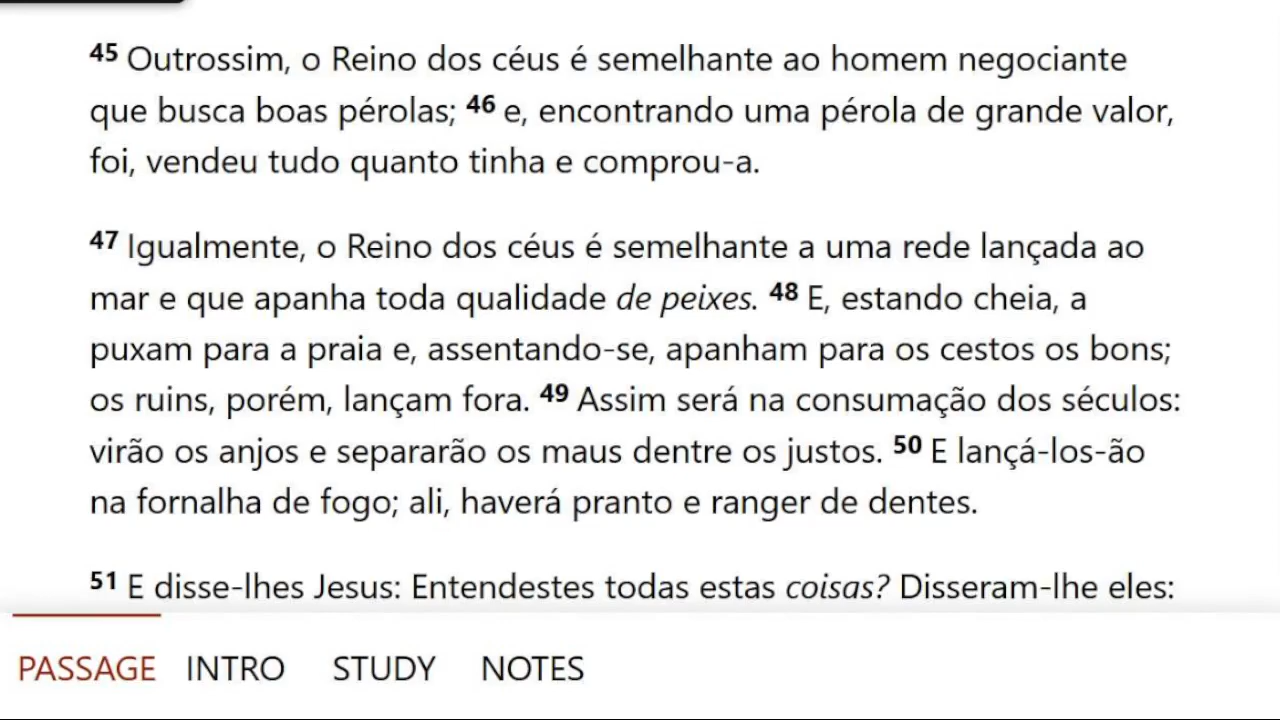 45 Outrossim, o Reino dos céus é semelhante ao homem negociante
que busca boas pérolas; 46 e, encontrando uma pérola de grande valor,
foi, vendeu tudo quanto tinha e comprou-a.
47 Igualmente, o Reino dos céus é semelhante a uma rede lançada ao
mar e que apanha toda qualidade de peixes. 48 E, estando cheia, a
puxam para a praia e, assentando-se, apanham para os cestos os bons;
os ruins, porém, lançam fora. 49 Assim será na consumação dos séculos:
virão os anjos e separarão os maus dentre os justos. 50 E lançá-los-ão
na fornalha de fogo; ali, haverá pranto e ranger de dentes.
51 E disse-lhes Jesus: Entendestes todas estas coisas? Disseram-lhe eles:
PASSAGE INTRO STUDY NOTES